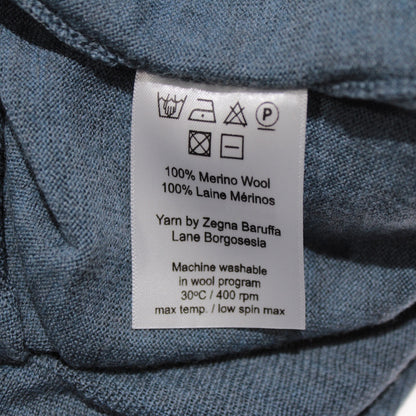 P
100% Merino Wool
100% Laine Mérinos
Yarn by Zegna Baruffa
Lane Borgosesia
Machine washable
in wool program
30ºC / 400 rpm
max temp. / low spin max